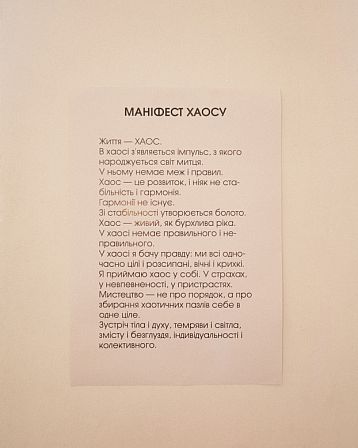 МАНІФЕСТ ХАОСУ
Життя — ХАОС.
В хаосі з'являється імпульс, з якого
народжується світ митця.
У ньому немає меж і правил.
Хаос — це розвиток, і ніяк не ста-
більність і гармонія.
Гармонії не існує.
Зі стабільності утворюється болото.
Хаос — живий, як бурхлива ріка.
У хаосі немає правильного і не-
правильного.
У хаосі я бачу правду: ми всі одно-
часно цілі і розсипані, вічні і крихкі.
Я приймаю хаос у собі. У страхах,
у невпевненості, у пристрастях.
Мистецтво — не про порядок, а про
збирання хаотичних пазлів себе в
одне ціле.
Зустріч тіла і духу, темряви і світла,
змісту і безглуздя, індивідуальності і
колективного.